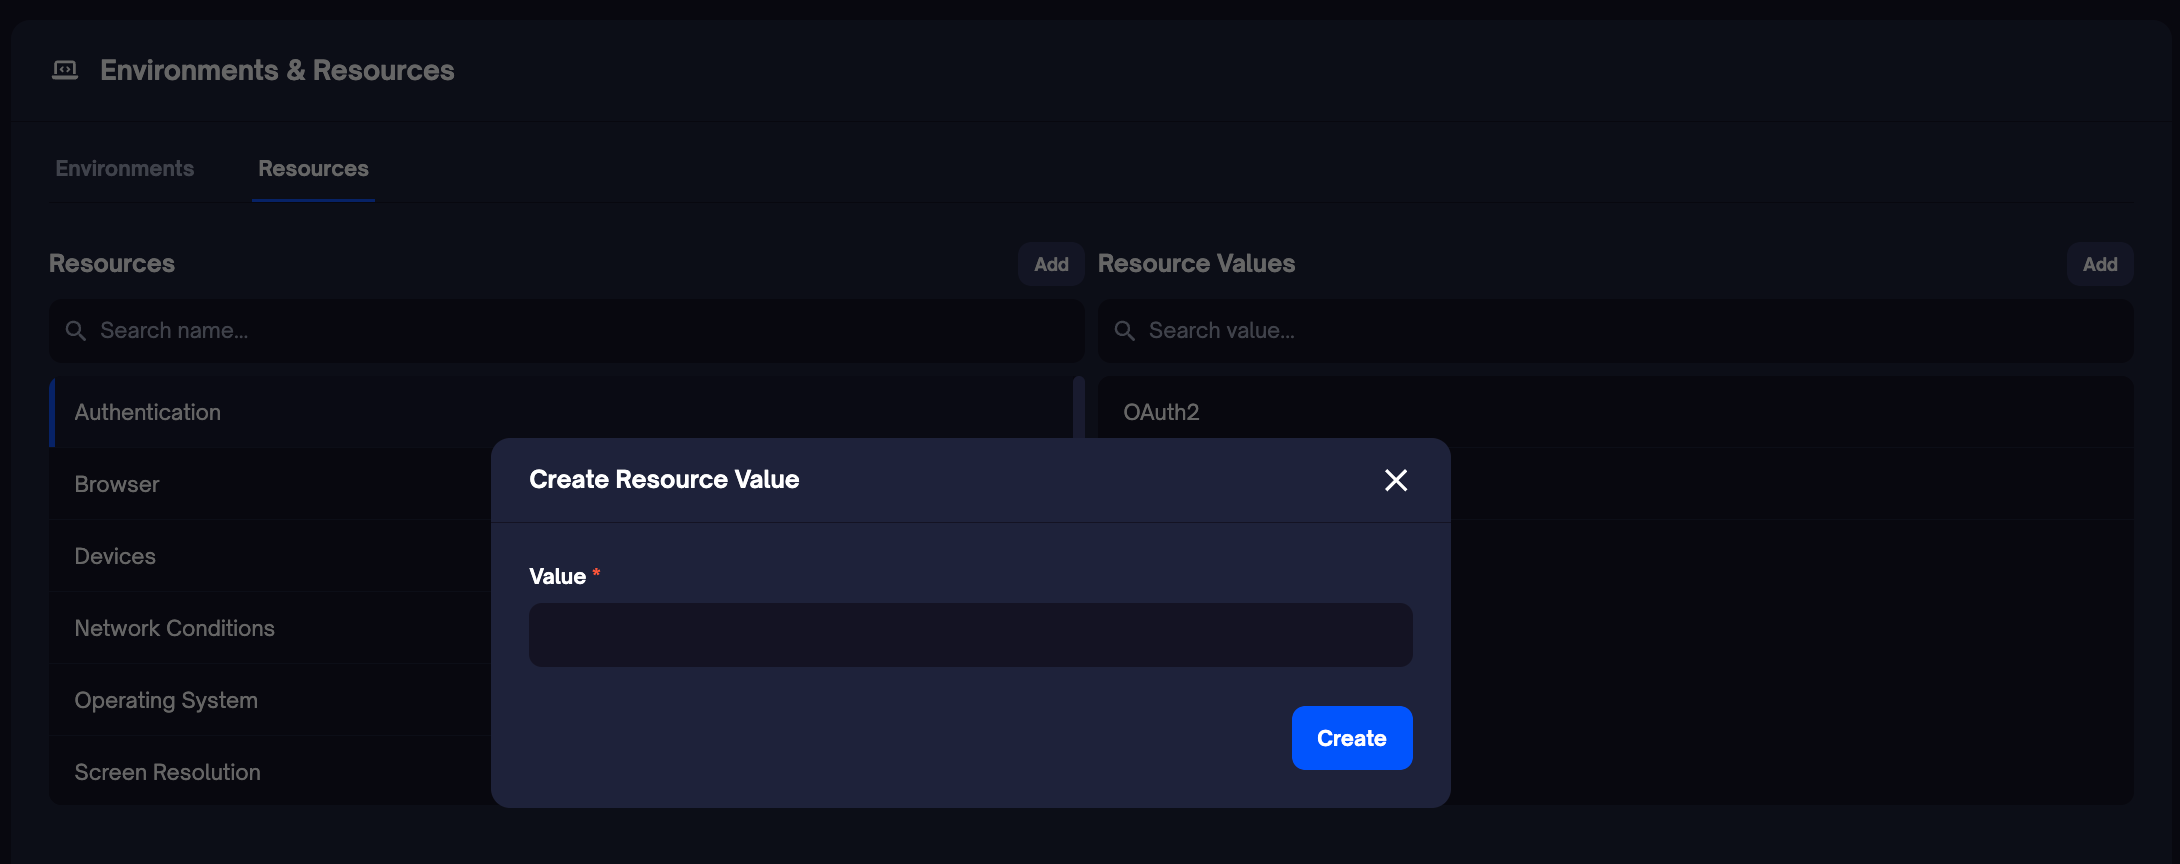 Environments & Resources
Environments
Resources
Resources
Add
Resource Values
Add
Search name...
Search value...
Authentication
OAuth2
Browser
Devices
Network Conditions
Operating System
Screen Resolution
Create Resource Value
Value *
Create